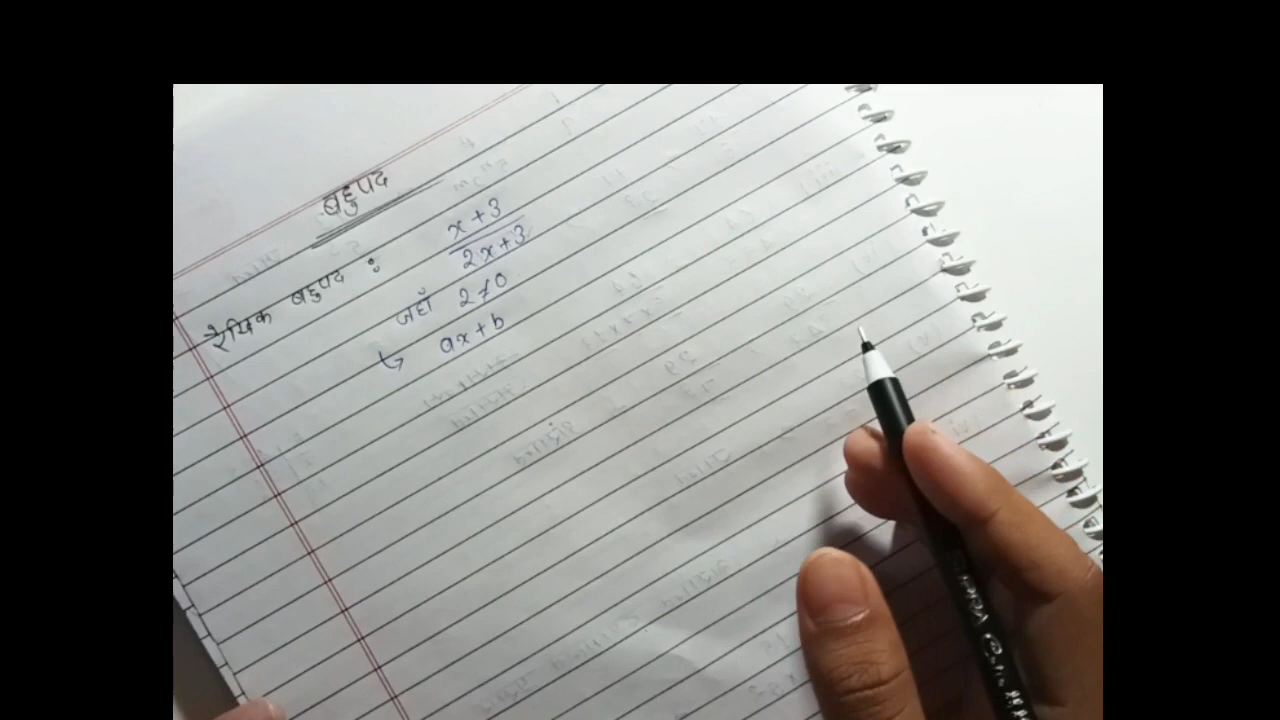 बहुपद
रैखिक बहुपद : x + 3
2x + 3
जहाँ 2 ≠ 0
↳ ax + b